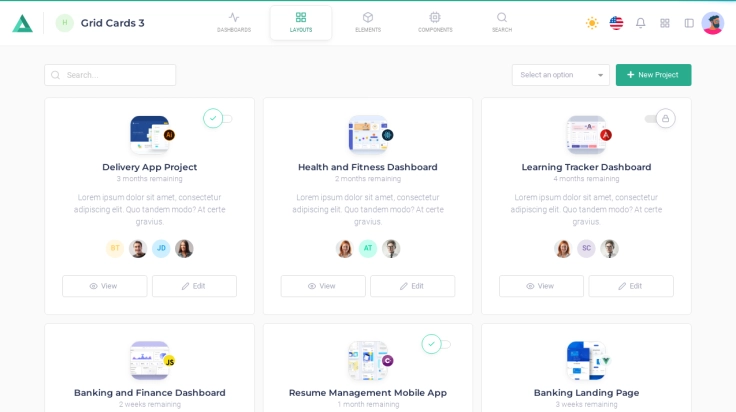 H
Grid Cards 3
DASHBOARDS
LAYOUTS
ELEMENTS
COMPONENTS
SEARCH
Search...
Select an option
New Project
Ai
Delivery App Project
3 months remaining
Lorem ipsum dolor sit amet, consectetur
adipiscing elit. Quo tandem modo? At certe
gravius.
BT
JD
View
Edit
Health and Fitness Dashboard
2 months remaining
Lorem ipsum dolor sit amet, consectetur
adipiscing elit. Quo tandem modo? At certe
gravius.
AT
View
Edit
Learning Tracker Dashboard
4 months remaining
Lorem ipsum dolor sit amet, consectetur
adipiscing elit. Quo tandem modo? At certe
gravius.
SC
View
Edit
JS
Banking and Finance Dashboard
2 weeks remaining
C
Resume Management Mobile App
1 month remaining
Banking Landing Page
3 weeks remaining